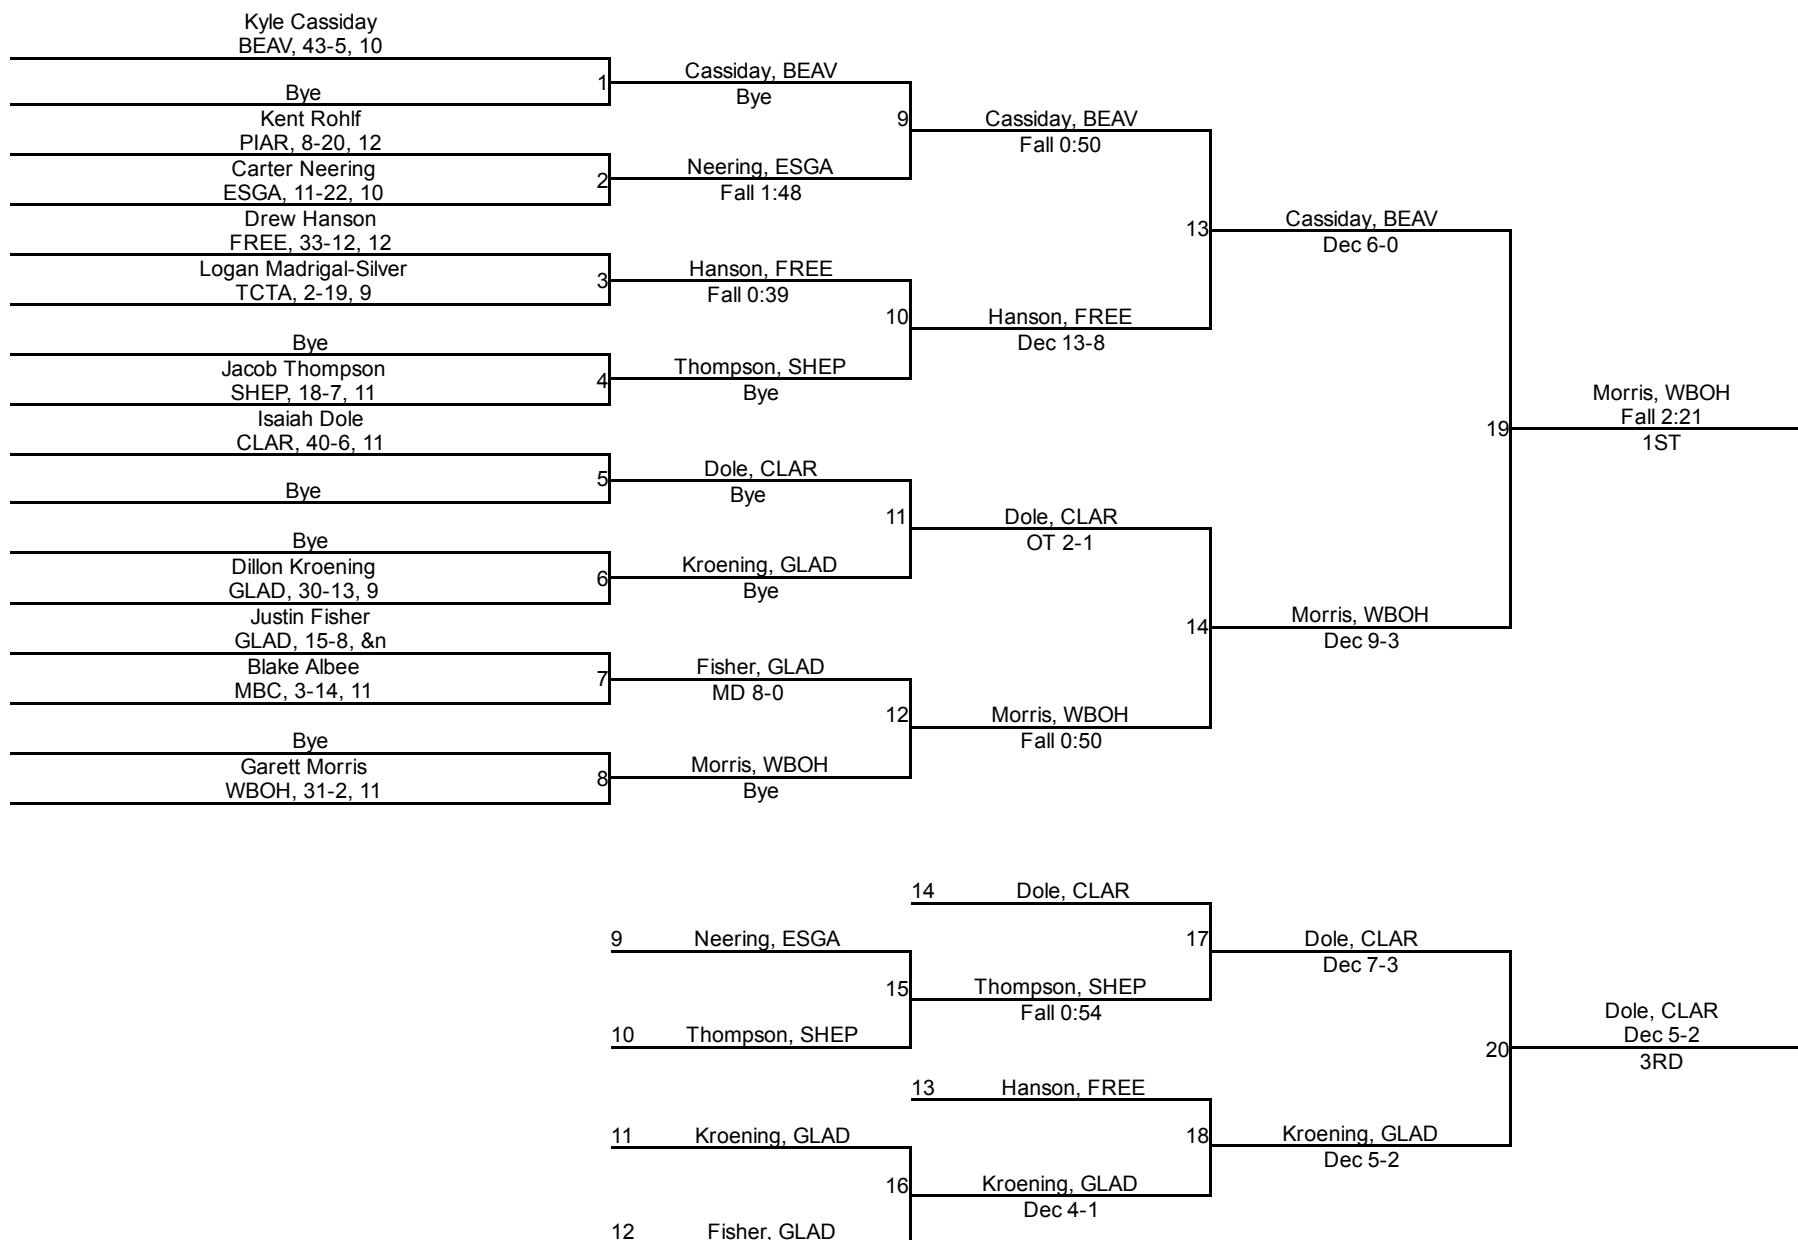 Kyle Cassiday
BEAV, 43-5, 10
Bye
1
Kent Rohlf
PIAR, 8-20, 12
Carter Neering
ESGA, 11-22, 10
2
Drew Hanson
FREE, 33-12, 12
Logan Madrigal-Silver
TCTA, 2-19, 9
3
Bye
Jacob Thompson
SHEP, 18-7, 11
4
Isaiah Dole
CLAR, 40-6, 11
Bye
5
Bye
Dillon Kroening
GLAD, 30-13, 9
6
Justin Fisher
GLAD, 15-8, &n
Blake Albee
MBC, 3-14, 11
7
Bye
Garett Morris
WBOH, 31-2, 11
8
Cassiday, BEAV
Bye
9
Neering, ESGA
Fall 1:48
Hanson, FREE
Fall 0:39
10
Thompson, SHEP
Bye
Dole, CLAR
Bye
11
Kroening, GLAD
Bye
Fisher, GLAD
MD 8-0
12
Morris, WBOH
Bye
Cassiday, BEAV
Fall 0:50
13
Hanson, FREE
Dec 13-8
Dole, CLAR
OT 2-1
14
Morris, WBOH
Fall 0:50
Cassiday, BEAV
Dec 6-0
19
Morris, WBOH
Dec 9-3
Morris, WBOH
Fall 2:21
1ST
9 Neering, ESGA
15
10 Thompson, SHEP
11 Kroening, GLAD
16
12 Fisher, GLAD
14 Dole, CLAR
17
Thompson, SHEP
Fall 0:54
13 Hanson, FREE
18
Kroening, GLAD
Dec 4-1
Dole, CLAR
Dec 7-3
20
Kroening, GLAD
Dec 5-2
Dole, CLAR
Dec 5-2
3RD